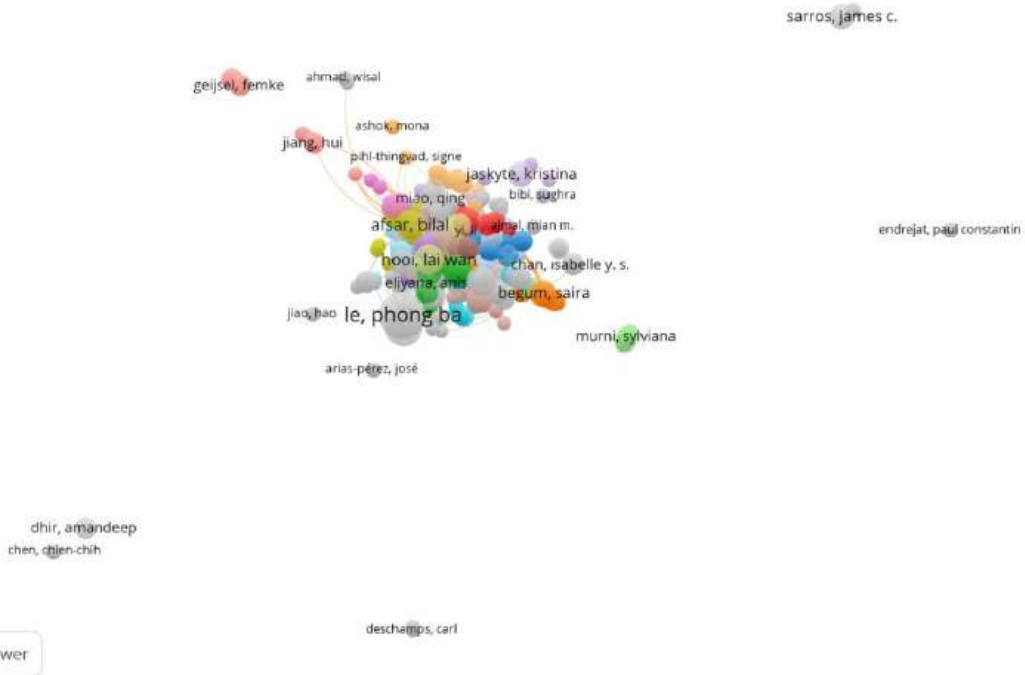 sarros, james c.
geijsel, femke
ahmad, wisal
ashok, mona
jiang, hui
pihl-thingvad, signe
jaskyte, kristina
miao, qing
bibi, sughra
afsar, bilal
ajmal, mian m.
endrejat, paul constantin
hooi, lai wan
chan, isabelle y. s.
eliyana, anis
begum, saira
jiao, hao
le, phong ba
murni, sylviana
arias-pérez, josé
dhir, amandeep
chen, chien-chih
deschamps, carl
wer